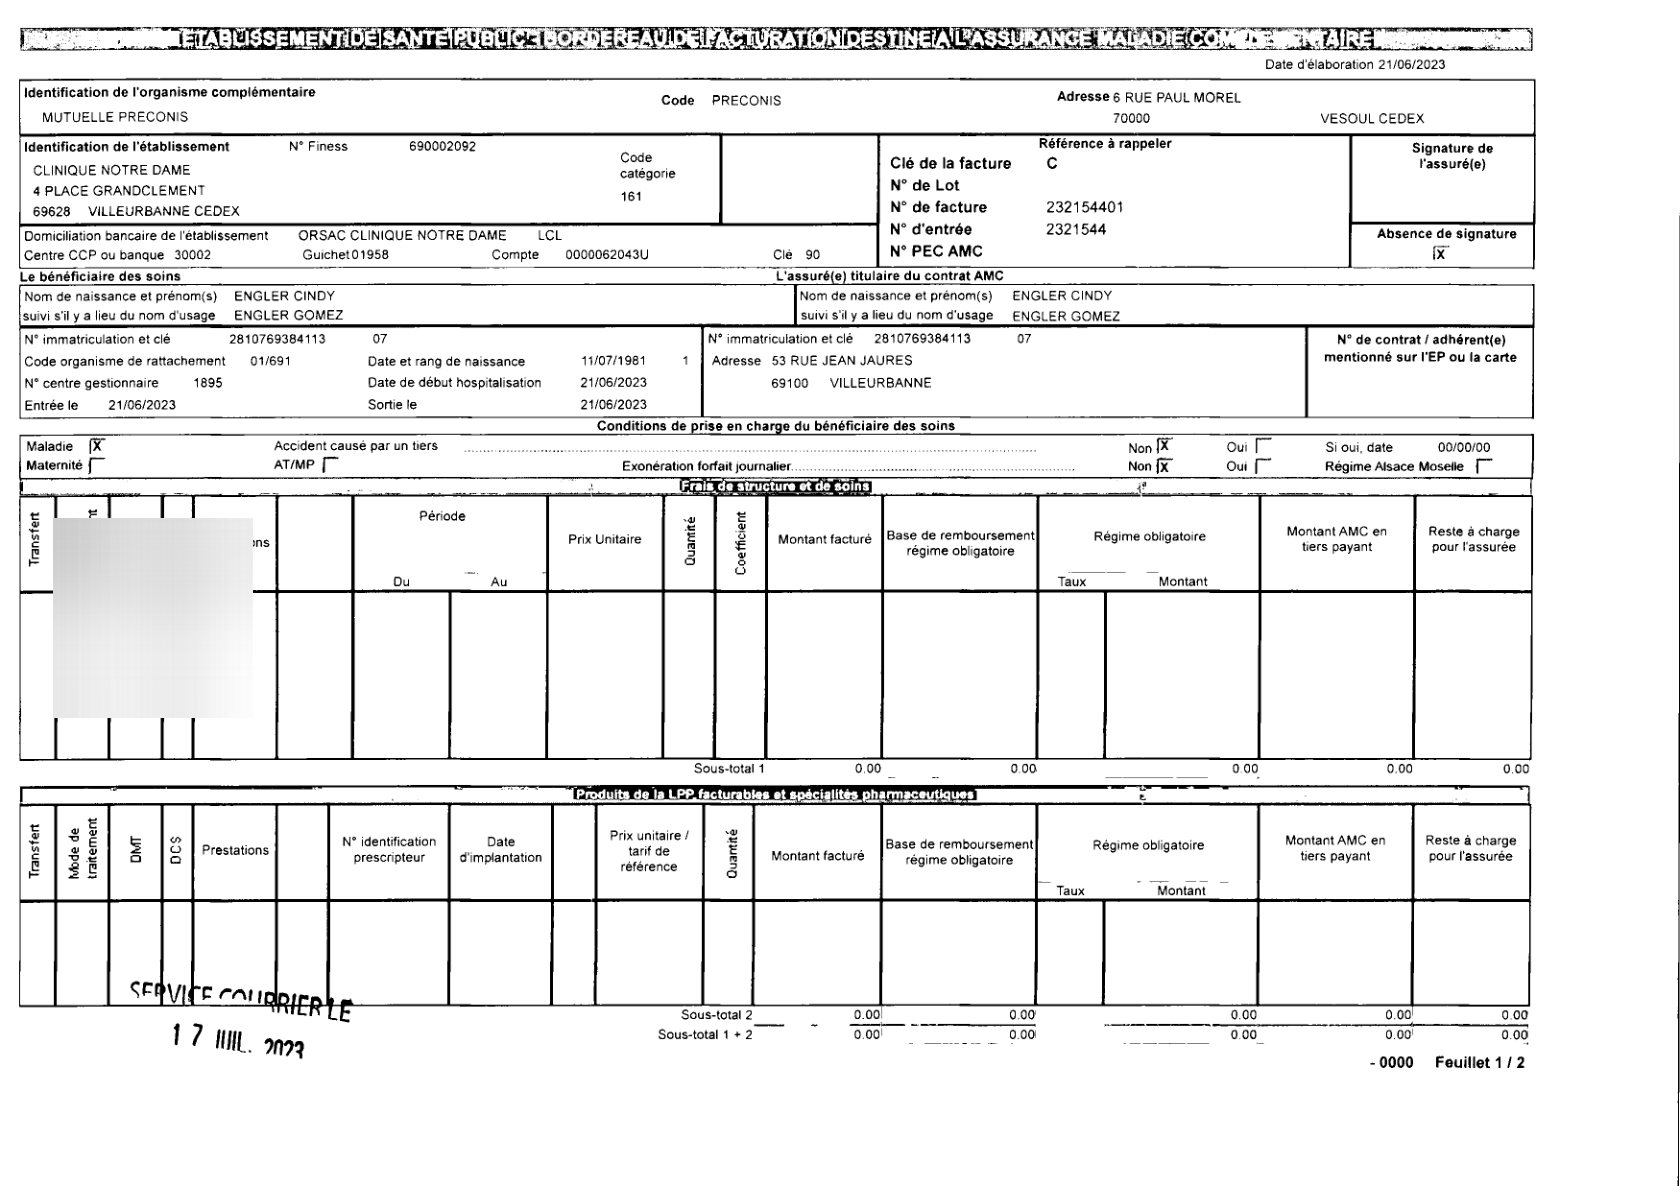 ETABLISSEMENT DE SANTE PUBLIC - BORDEREAU DE FACTURATION DESTINE A L'ASSURANCE MALADIE
Date d'élaboration 21/06/2023
Identification de l'organisme complémentaire Code PRECONIS Adresse 6 RUE PAUL MOREL
MUTUELLE PRECONIS 70000 VESOUL CEDEX
Identification de l'établissement N° Finess 690002092
CLINIQUE NOTRE DAME
4 PLACE GRANDCLEMENT
69628 VILLEURBANNE CEDEX
Code
catégorie
161
Référence à rappeler
Clé de la facture C
N° de Lot
N° de facture 232154401
N° d'entrée 2321544
N° PEC AMC
Signature de
l'assuré(e)
Absence de signature
X
Domiciliation bancaire de l'établissement ORSAC CLINIQUE NOTRE DAME LCL
Centre CCP ou banque 30002 Guichet 01958 Compte 0000062043U Clé 90
Le bénéficiaire des soins L'assuré(e) titulaire du contrat AMC
Nom de naissance et prénom(s) ENGLER CINDY Nom de naissance et prénom(s) ENGLER CINDY
suivi s'il y a lieu du nom d'usage ENGLER GOMEZ suivi s'il y a lieu du nom d'usage ENGLER GOMEZ
N° immatriculation et clé 2810769384113 07 N° immatriculation et clé 2810769384113 07
Code organisme de rattachement 01/691 Date et rang de naissance 11/07/1981 1 Adresse 53 RUE JEAN JAURES
N° centre gestionnaire 1895 Date de début hospitalisation 21/06/2023 69100 VILLEURBANNE
Entrée le 21/06/2023 Sortie le 21/06/2023
N° de contrat / adhérent(e)
mentionné sur l'EP ou la carte
Conditions de prise en charge du bénéficiaire des soins
Maladie X Accident causé par un tiers Non X Oui Si oui, date 00/00/00
Maternité AT/MP Exonération forfait journalier Non X Oui Régime Alsace Moselle
Frais de structure et de soins
Transfert
Période
Du Au
Prix Unitaire
Quantité
Coefficient
Montant facturé
Base de remboursement
régime obligatoire
Régime obligatoire
Taux Montant
Montant AMC en
tiers payant
Reste à charge
pour l'assurée
Sous-total 1 0.00 0.00 0.00 0.00 0.00
Produits de la LPP facturables et spécialités pharmaceutiques
Transfert
Mode de
traitement
DMT
DCS
Prestations
N° identification
prescripteur
Date
d'implantation
Prix unitaire /
tarif de
référence
Quantité
Montant facturé
Base de remboursement
régime obligatoire
Régime obligatoire
Taux Montant
Montant AMC en
tiers payant
Reste à charge
pour l'assurée
SERVICE COURRIER LE
17 JUIL. 2023
Sous-total 2 0.00 0.00 0.00 0.00 0.00
Sous-total 1 + 2 0.00 0.00 0.00 0.00 0.00
- 0000 Feuillet 1 / 2